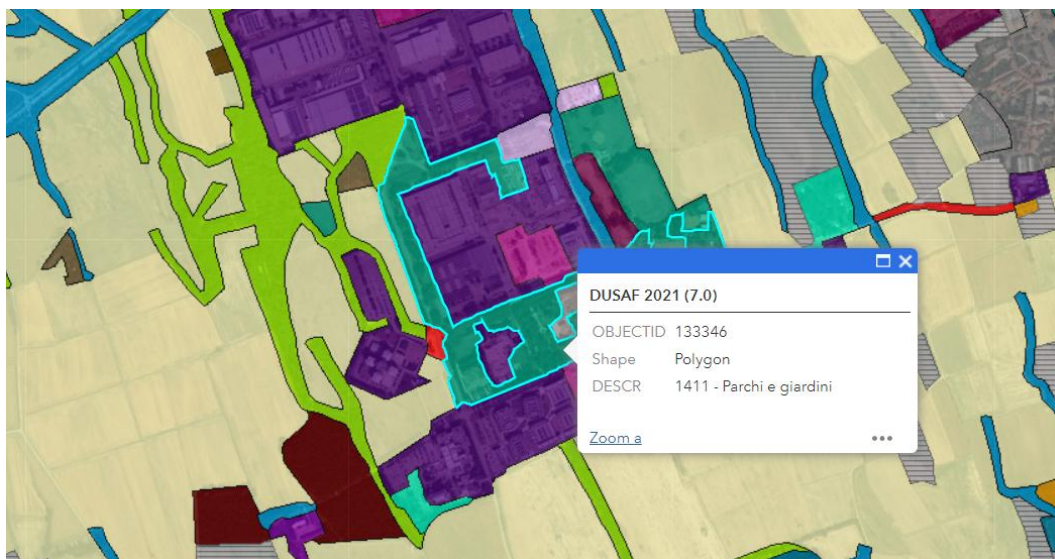 DUSAF 2021 (7.0)
OBJECTID 133346
Shape Polygon
DESCR 1411 - Parchi e giardini
Zoom a